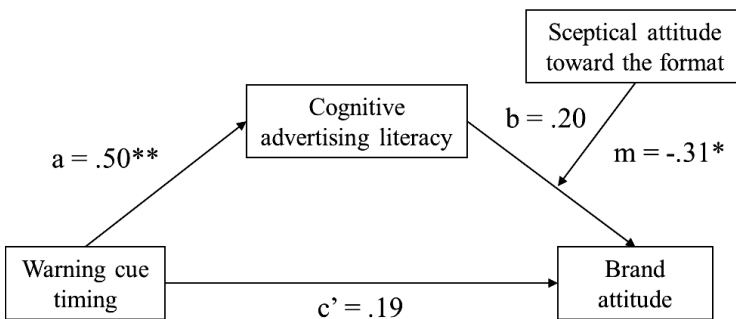 Sceptical attitude
toward the format
Cognitive
advertising literacy
b = .20
a = .50**
m = -.31*
Warning cue
timing
Brand
attitude
c’ = .19